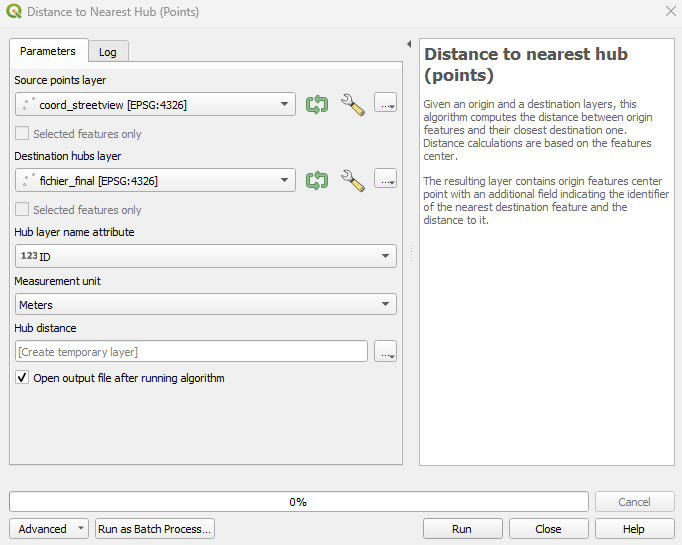 Distance to Nearest Hub (Points)
Parameters
Log
Source points layer
coord_streetview [EPSG:4326]
...
Selected features only
Destination hubs layer
fichier_final [EPSG:4326]
...
Selected features only
Hub layer name attribute
123 ID
Measurement unit
Meters
Hub distance
[Create temporary layer]
...
Open output file after running algorithm
Distance to nearest hub
(points)
Given an origin and a destination layers, this
algorithm computes the distance between origin
features and their closest destination one.
Distance calculations are based on the features
center.
The resulting layer contains origin features center
point with an additional field indicating the identifier
of the nearest destination feature and the
distance to it.
0%
Cancel
Advanced
Run as Batch Process...
Run
Close
Help